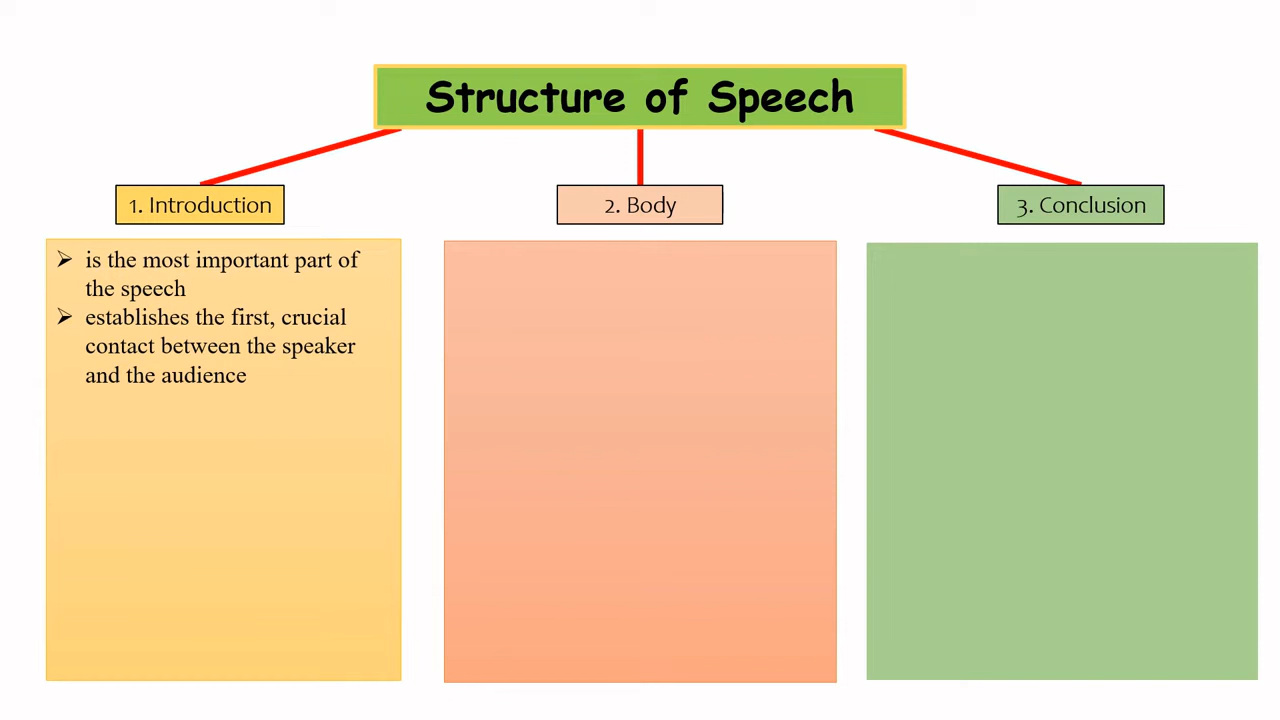 Structure of Speech
1. Introduction
2. Body
3. Conclusion
➢ is the most important part of
the speech
➢ establishes the first, crucial
contact between the speaker
and the audience